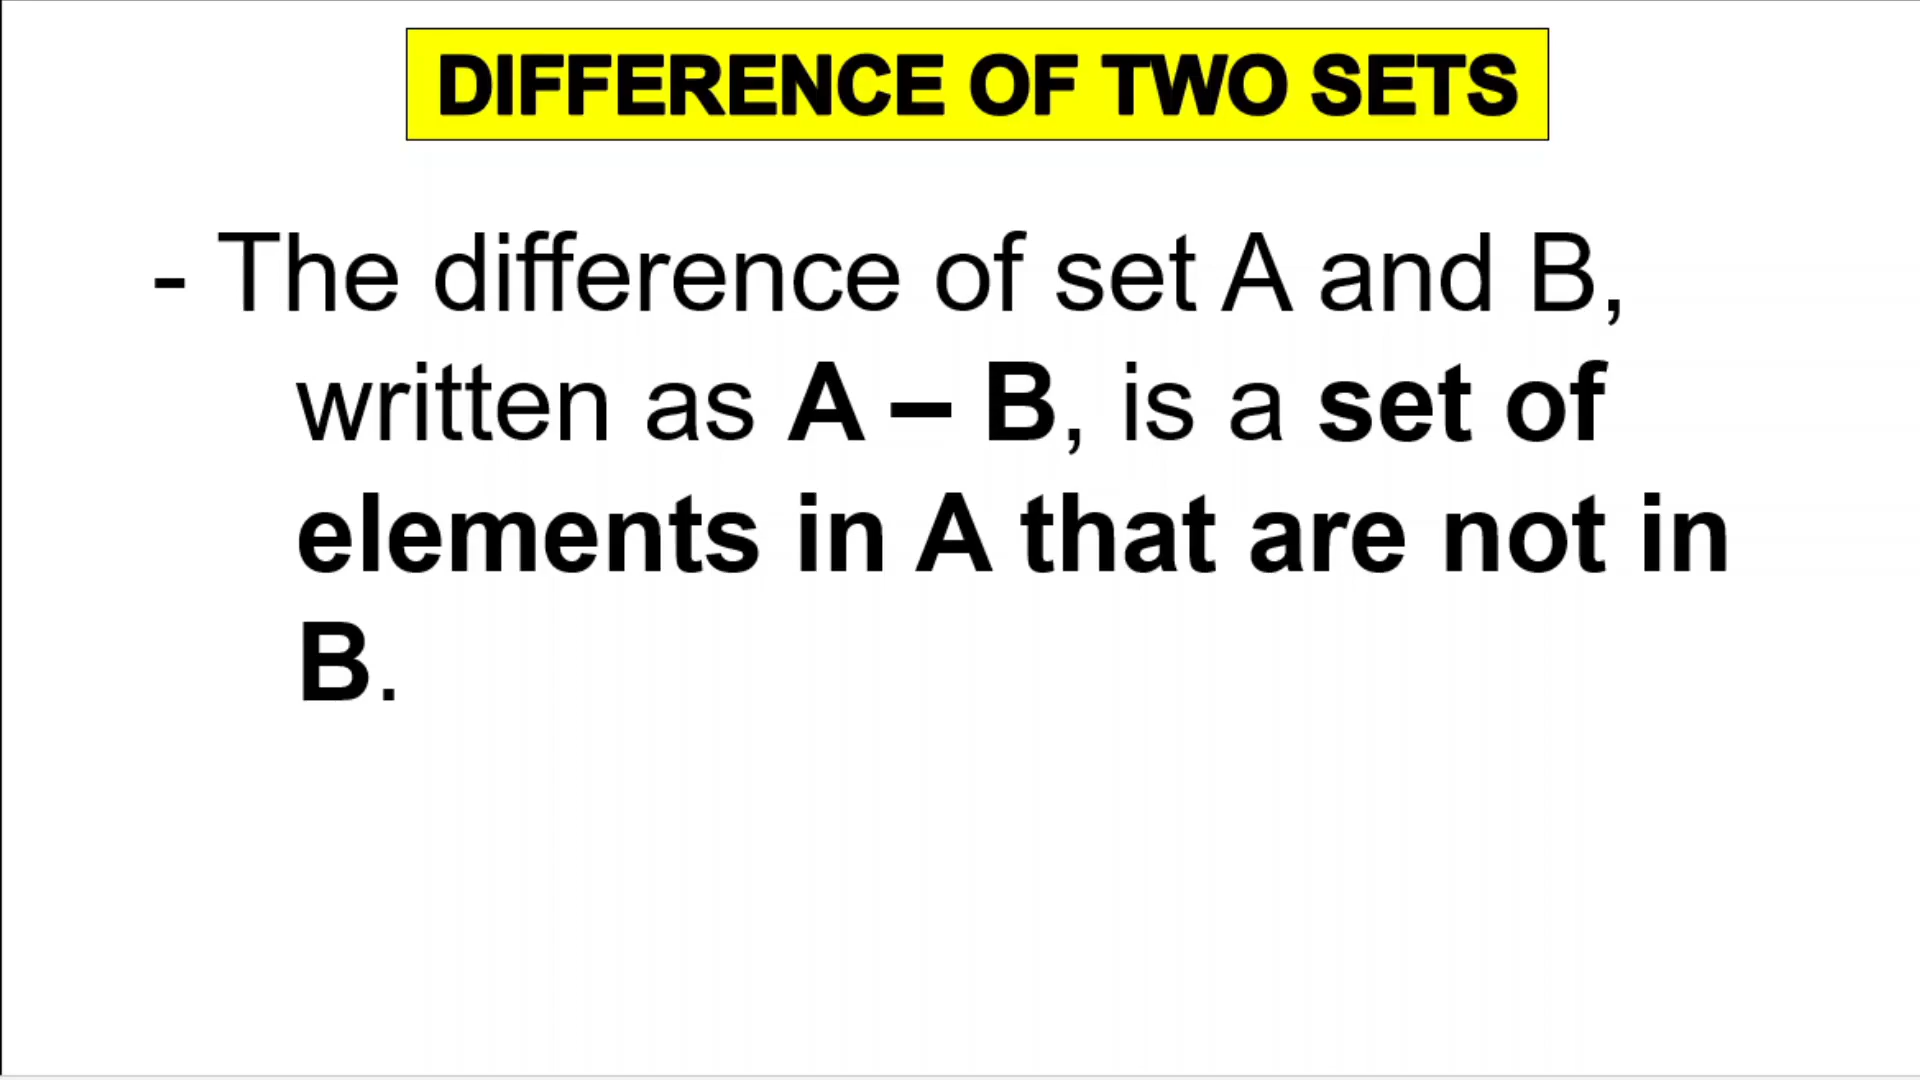 DIFFERENCE OF TWO SETS
- The difference of set A and B,
written as A – B, is a set of
elements in A that are not in
B.